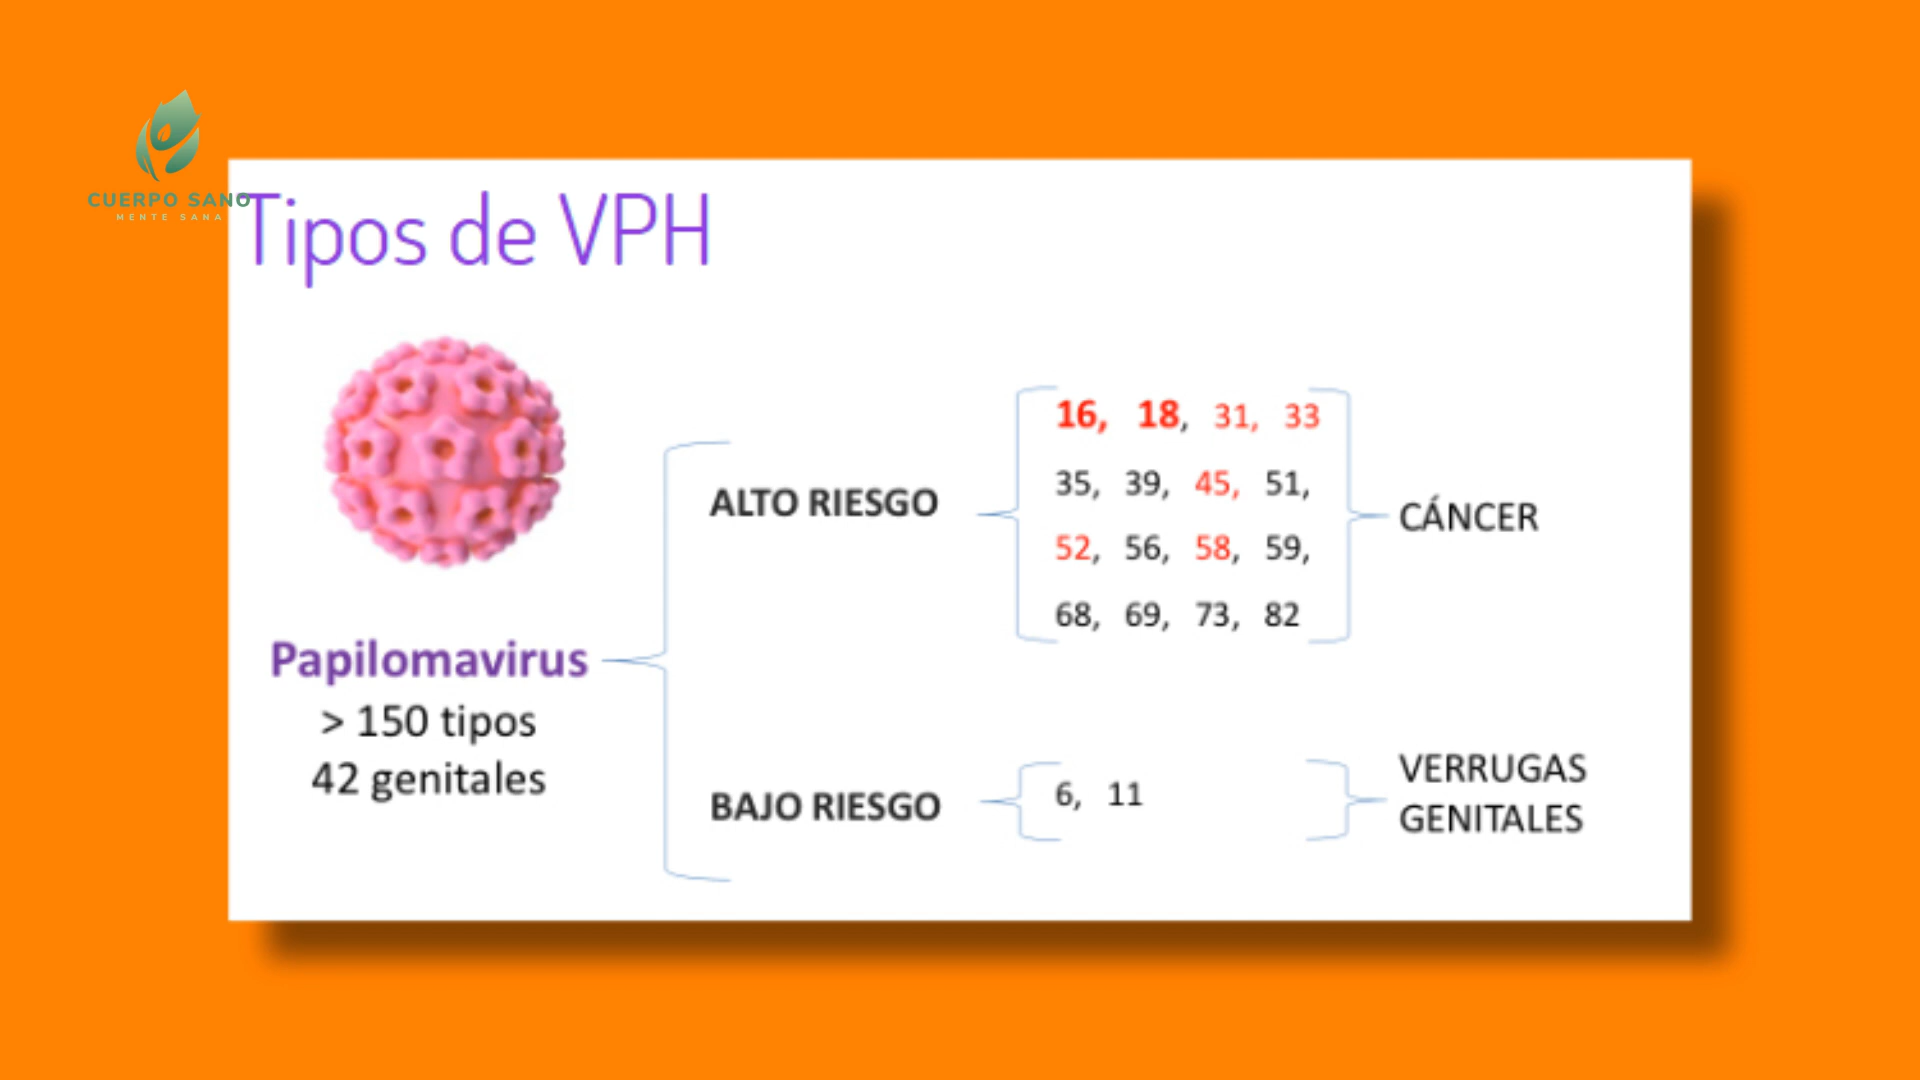 CUERPO SANO
MENTE SANA
Tipos de VPH
Papilomavirus
> 150 tipos
42 genitales
ALTO RIESGO
16, 18, 31, 33
35, 39, 45, 51,
52, 56, 58, 59,
68, 69, 73, 82
CÁNCER
BAJO RIESGO
6, 11
VERRUGAS
GENITALES